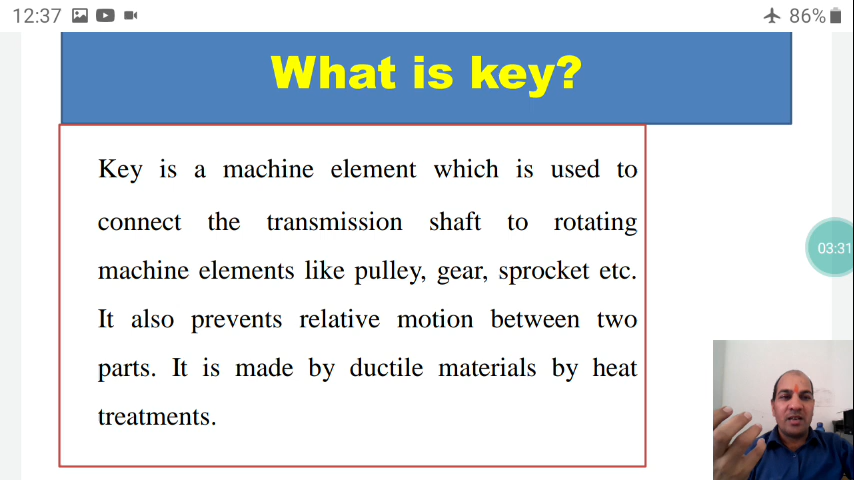 12:37 86%
What is key?
Key is a machine element which is used to
connect the transmission shaft to rotating
machine elements like pulley, gear, sprocket etc.
It also prevents relative motion between two
parts. It is made by ductile materials by heat
treatments.
03:31